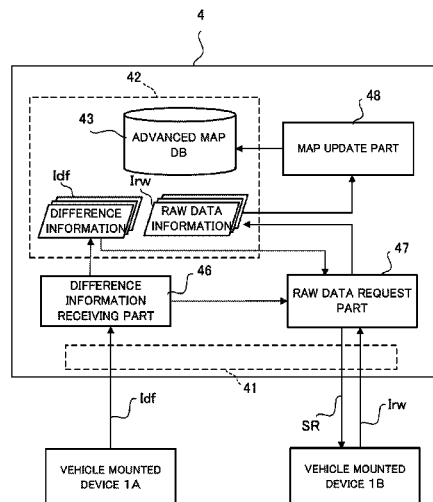 4
42
43
48
ADVANCED MAP
DB
MAP UPDATE PART
Idf
Irw
DIFFERENCE
INFORMATION
RAW DATA
INFORMATION
47
46
DIFFERENCE
INFORMATION
RECEIVING PART
RAW DATA REQUEST
PART
41
Idf
SR
Irw
VEHICLE MOUNTED
DEVICE 1A
VEHICLE MOUNTED
DEVICE 1B